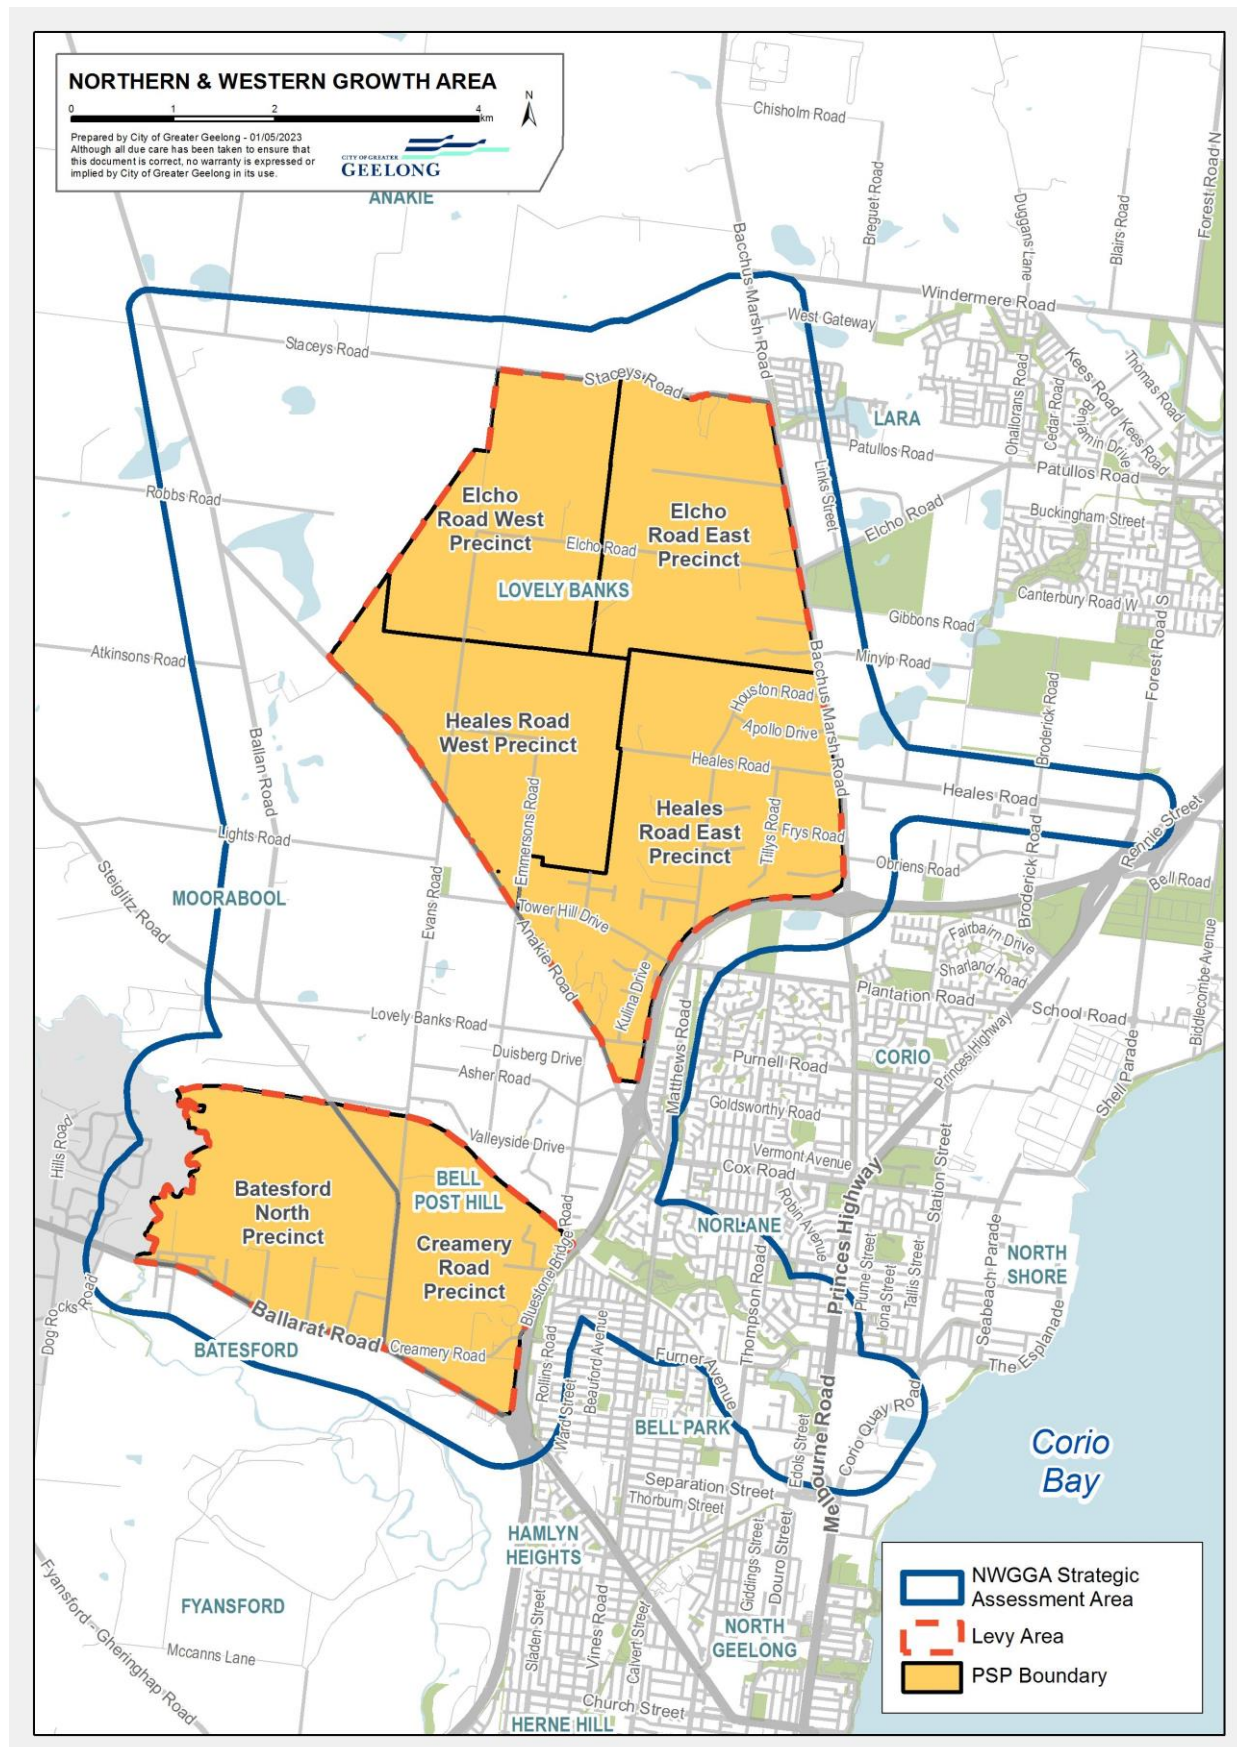 NORTHERN & WESTERN GROWTH AREA
0 1 2 4
km
N
Prepared by City of Greater Geelong - 01/05/2023
Although all due care has been taken to ensure that
this document is correct, no warranty is expressed or
implied by City of Greater Geelong in its use.
CITY OF GREATER
GEELONG
ANAKIE
Chisholm Road
Breguet Road
Duggans Lane
Blairs Road
Forest Road N
Bacchus Marsh Road
Windermere Road
West Gateway
Staceys Road
Staceys Road
Kees Road
Thomas Road
Ohallorans Road
Cedar Road
Benjamin Drive
Kees Road
LARA
Patullos Road
Patullos Road
Links Street
Elcho Road
Buckingham Street
Robbs Road
Elcho
Road West
Precinct
Elcho
Road East
Precinct
Elcho Road
LOVELY BANKS
Canterbury Road W
Gibbons Road
Minyip Road
Forest Road S
Atkinsons Road
Bacchus Marsh Road
Houston Road
Apollo Drive
Broderick Road
Heales Road
West Precinct
Ballan Road
Heales Road
Heales Road
Emmersons Road
Heales
Road East
Precinct
Tillys Road
Frys Road
Lights Road
Obriens Road
Broderick Road
Rennie Street
Bell Road
Steiglitz Road
MOORABOOL
Evans Road
Tower Hill Drive
Anakie Road
Kulinal Drive
Fairbairn Drive
Sharland Road
Plantation Road
School Road
Biddlecombe Avenue
Lovely Banks Road
Duisberg Drive
Asher Road
Matthews Road
Purnell Road
CORIO
Princes Highway
Shell Parade
Goldsworthy Road
Valleyside Drive
Vermont Avenue
Cox Road
Hills Road
Station Street
Batesford
North
Precinct
BELL
POST HILL
Creamery
Road
Precinct
Bluestone Bridge Road
NORLANE
Robin Avenue
Princes Highway
Plume Street
Iona Street
Tallis Street
Seabeach Parade
NORTH
SHORE
Dog Rocks Road
Ballarat Road
BATESFORD
Creamery Road
Rollins Road
Ward Street
Beauford Avenue
Furner Avenue
Thompson Road
The Esplanade
BELL PARK
Edols Street
Melbourne Road
Corio Quay Road
Corio
Bay
Separation Street
Thorburn Street
HAMLYN
HEIGHTS
Giddings Street
Douro Street
FYANSFORD
Fyansford - Gheringhap Road
Mccanns Lane
Sladen Street
Vines Road
Calvert Street
NORTH
GEELONG
Church Street
HERNE HILL
NWGGA Strategic
Assessment Area
Levy Area
PSP Boundary